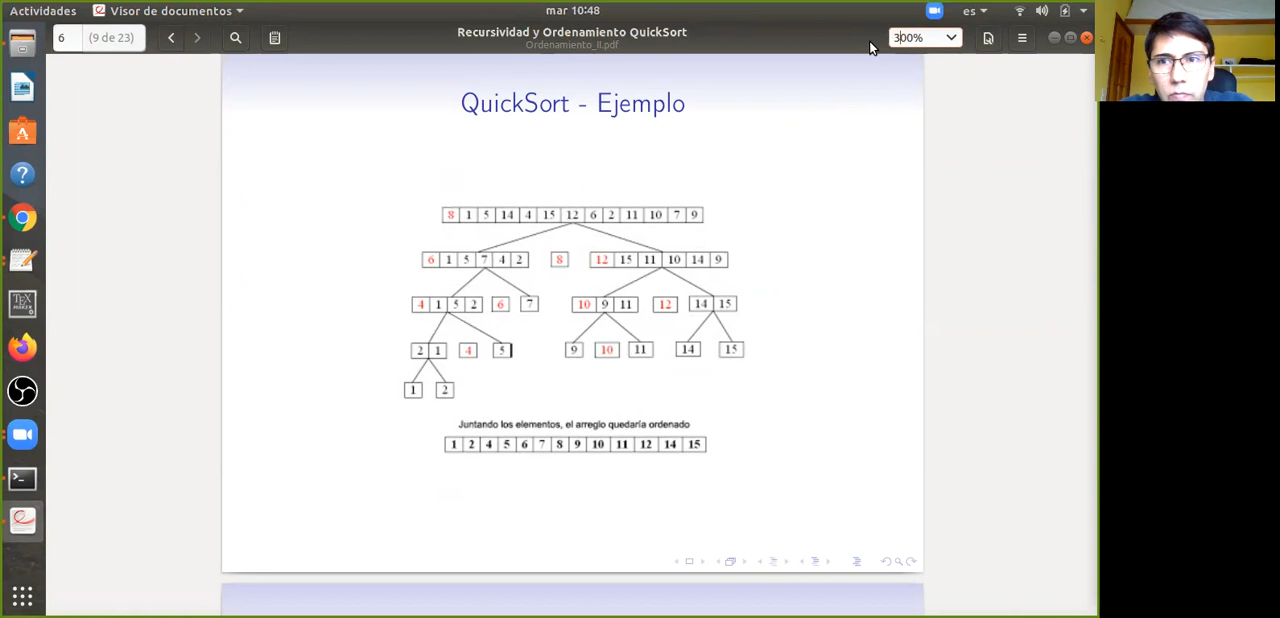 Actividades Visor de documentos mar 10:48 es
6 (9 de 23) Recursividad y Ordenamiento QuickSort 300%
Ordenamiento_II.pdf
QuickSort - Ejemplo
8 1 5 14 4 15 12 6 2 11 10 7 9
6 1 5 7 4 2 8 12 15 11 10 14 9
4 1 5 2 6 7 10 9 11 12 14 15
2 1 4 5 9 10 11 14 15
1 2
Juntando los elementos, el arreglo quedaría ordenado
1 2 4 5 6 7 8 9 10 11 12 14 15